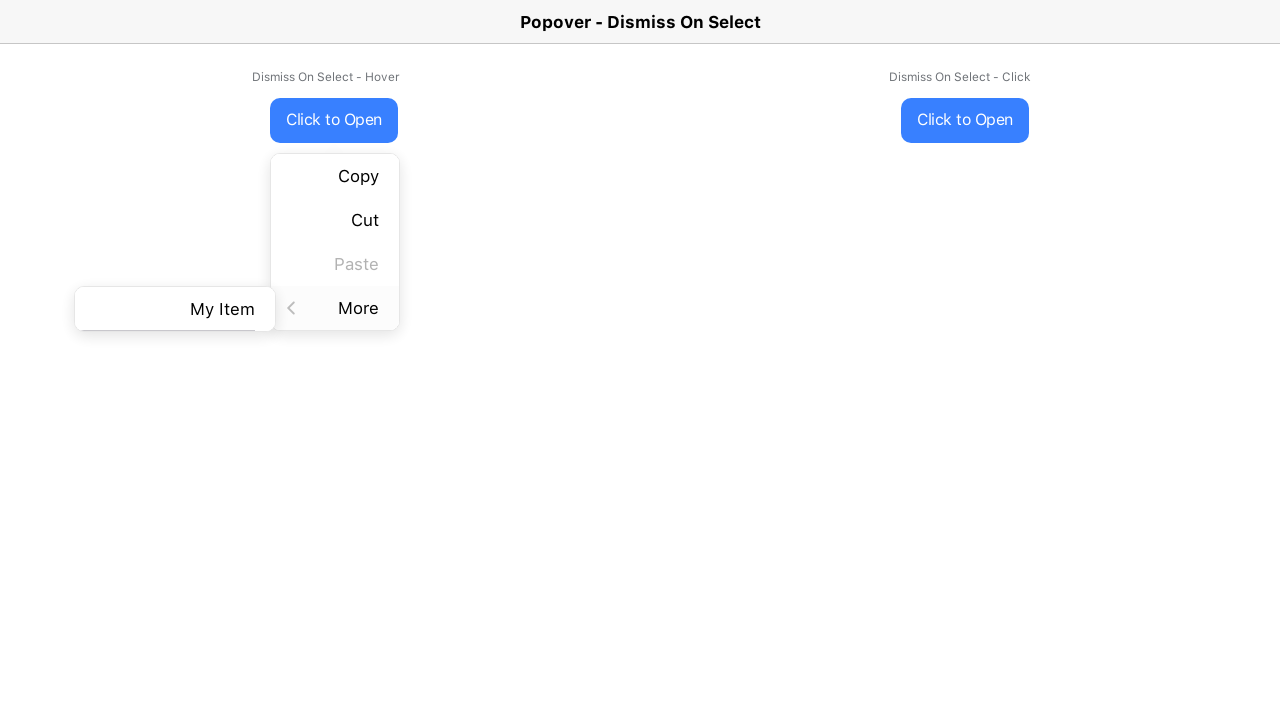 Popover - Dismiss On Select
Dismiss On Select - Hover
Click to Open
Copy
Cut
Paste
More
My Item
Dismiss On Select - Click
Click to Open